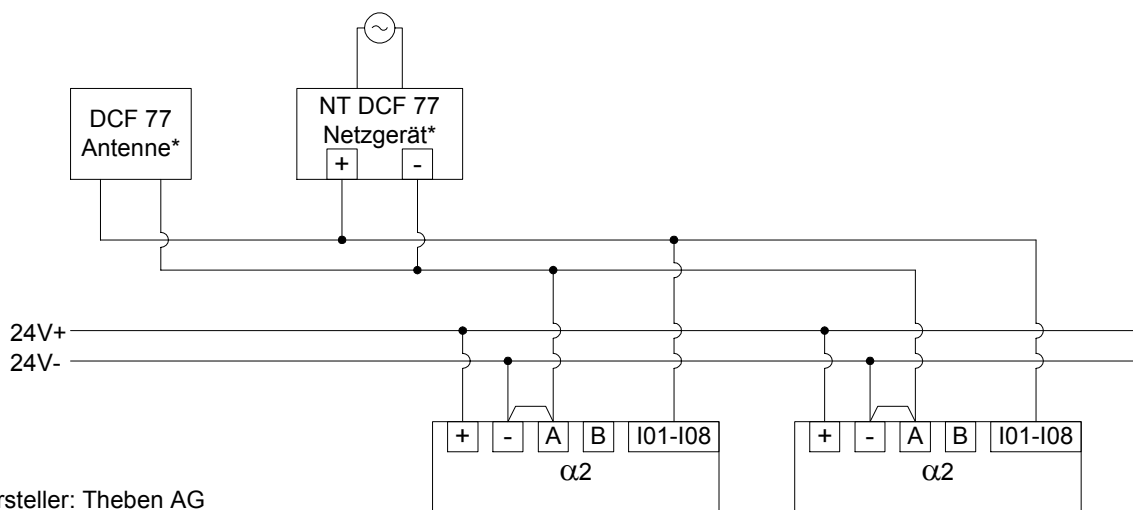 DCF 77
Antenne*
NT DCF 77
Netzgerät*
+ -
24V+
24V-
+ - A B I01-I08
α2
+ - A B I01-I08
α2
rsteller: Theben AG